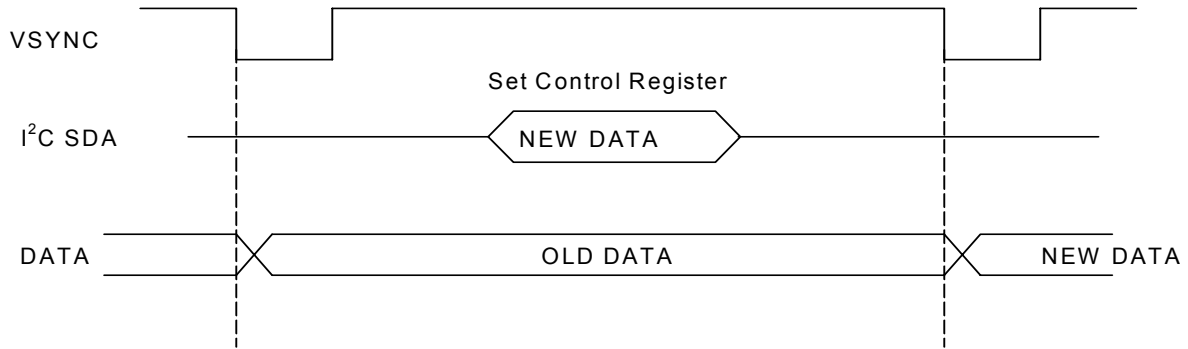 VSYNC
Set Control Register
I²C SDA
NEW DATA
DATA
OLD DATA
NEW DATA